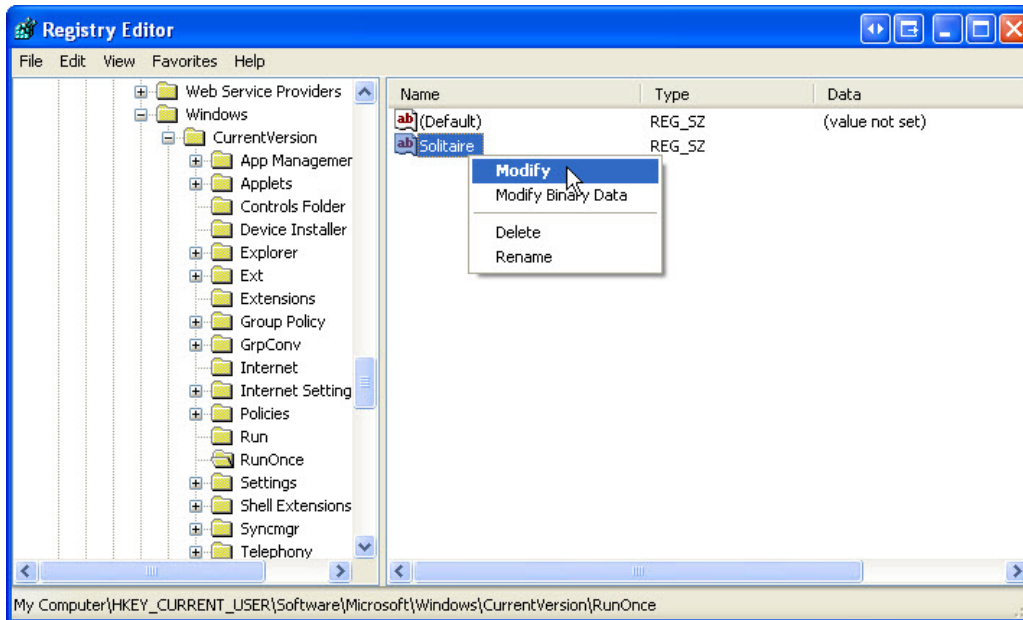 Registry Editor
File Edit View Favorites Help
Web Service Providers
Windows
CurrentVersion
App Managemer
Applets
Controls Folder
Device Installer
Explorer
Ext
Extensions
Group Policy
GrpConv
Internet
Internet Setting
Policies
Run
RunOnce
Settings
Shell Extensions
Syncmgr
Telephony
Name Type Data
ab (Default) REG_SZ (value not set)
ab Solitaire REG_SZ
Modify
Modify Binary Data
Delete
Rename
My Computer\HKEY_CURRENT_USER\Software\Microsoft\Windows\CurrentVersion\RunOnce